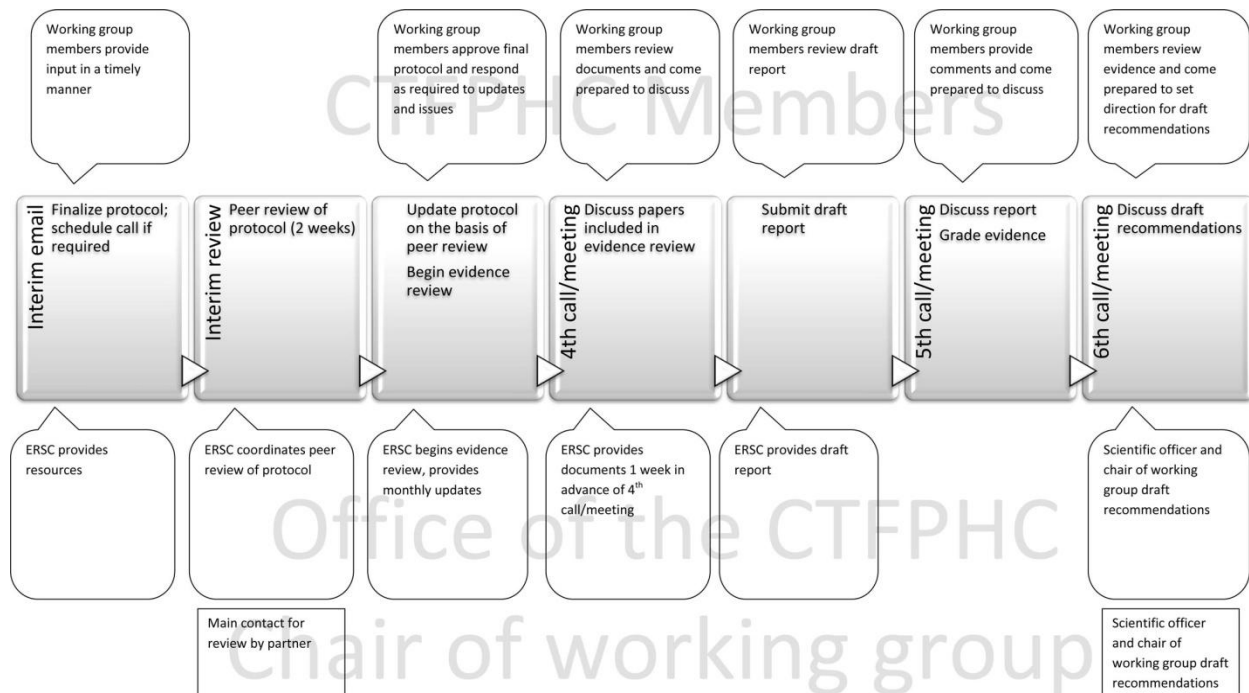 Working group
members provide
input in a timely
manner
Working group
members approve final
protocol and respond
as required to updates
and issues
Working group
members review
documents and come
prepared to discuss
Working group
members review draft
report
Working group
members provide
comments and come
prepared to discuss
Working group
members review
evidence and come
prepared to set
direction for draft
recommendations
CTFPHC Members
Interim email
Finalize protocol;
schedule call if
required
Interim review
Peer review of
protocol (2 weeks)
Update protocol
on the basis of
peer review
Begin evidence
review
4th call/meeting
Discuss papers
included in
evidence review
Submit draft
report
5th call/meeting
Discuss report
Grade evidence
6th call/meeting
Discuss draft
recommendations
ERSC provides
resources
ERSC coordinates peer
review of protocol
ERSC begins evidence
review, provides
monthly updates
ERSC provides
documents 1 week in
advance of 4th
call/meeting
ERSC provides draft
report
Scientific officer and
chair of working
group draft
recommendations
Office of the CTFPHC
Main contact for
review by partner
Chair of working group
Scientific officer
and chair of
working group draft
recommendations